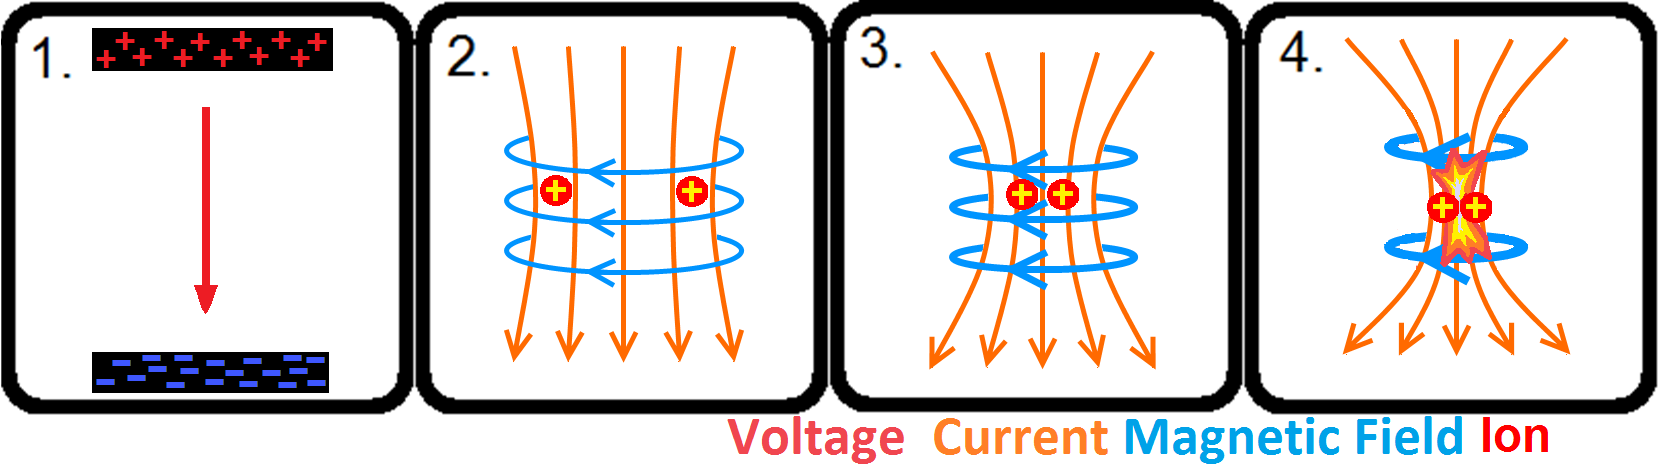 1.
2.
3.
4.
Voltage Current Magnetic Field Ion